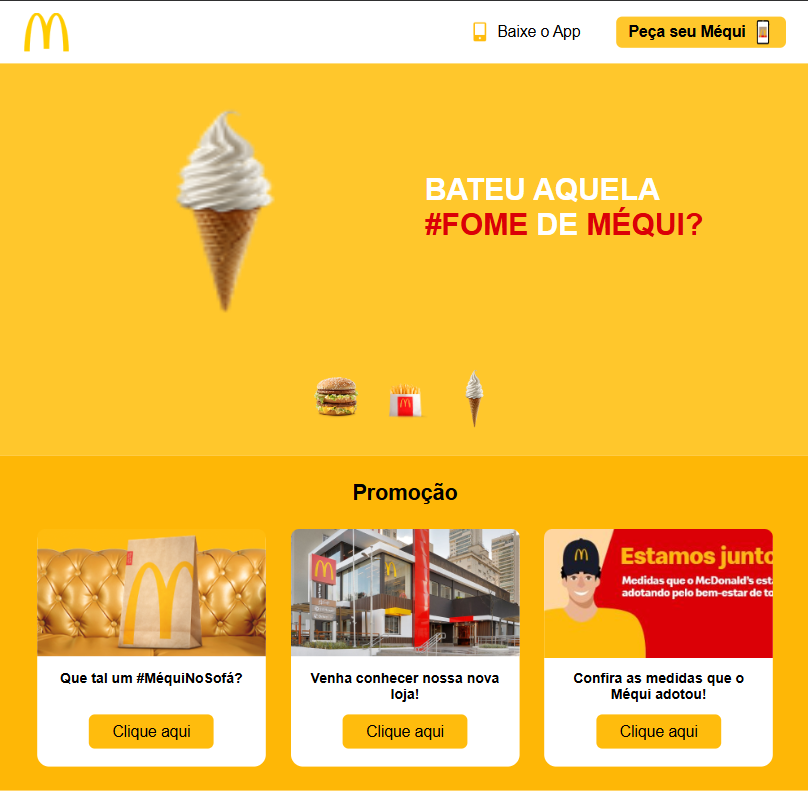 Baixe o App
Peça seu Méqui
BATEU AQUELA
#FOME DE MÉQUI?
Promoção
Estamos junto
Medidas que o McDonald's est
adotando pelo bem-estar de to
Que tal um #MéquiNoSofá?
Venha conhecer nossa nova
loja!
Confira as medidas que o
Méqui adotou!
Clique aqui
Clique aqui
Clique aqui